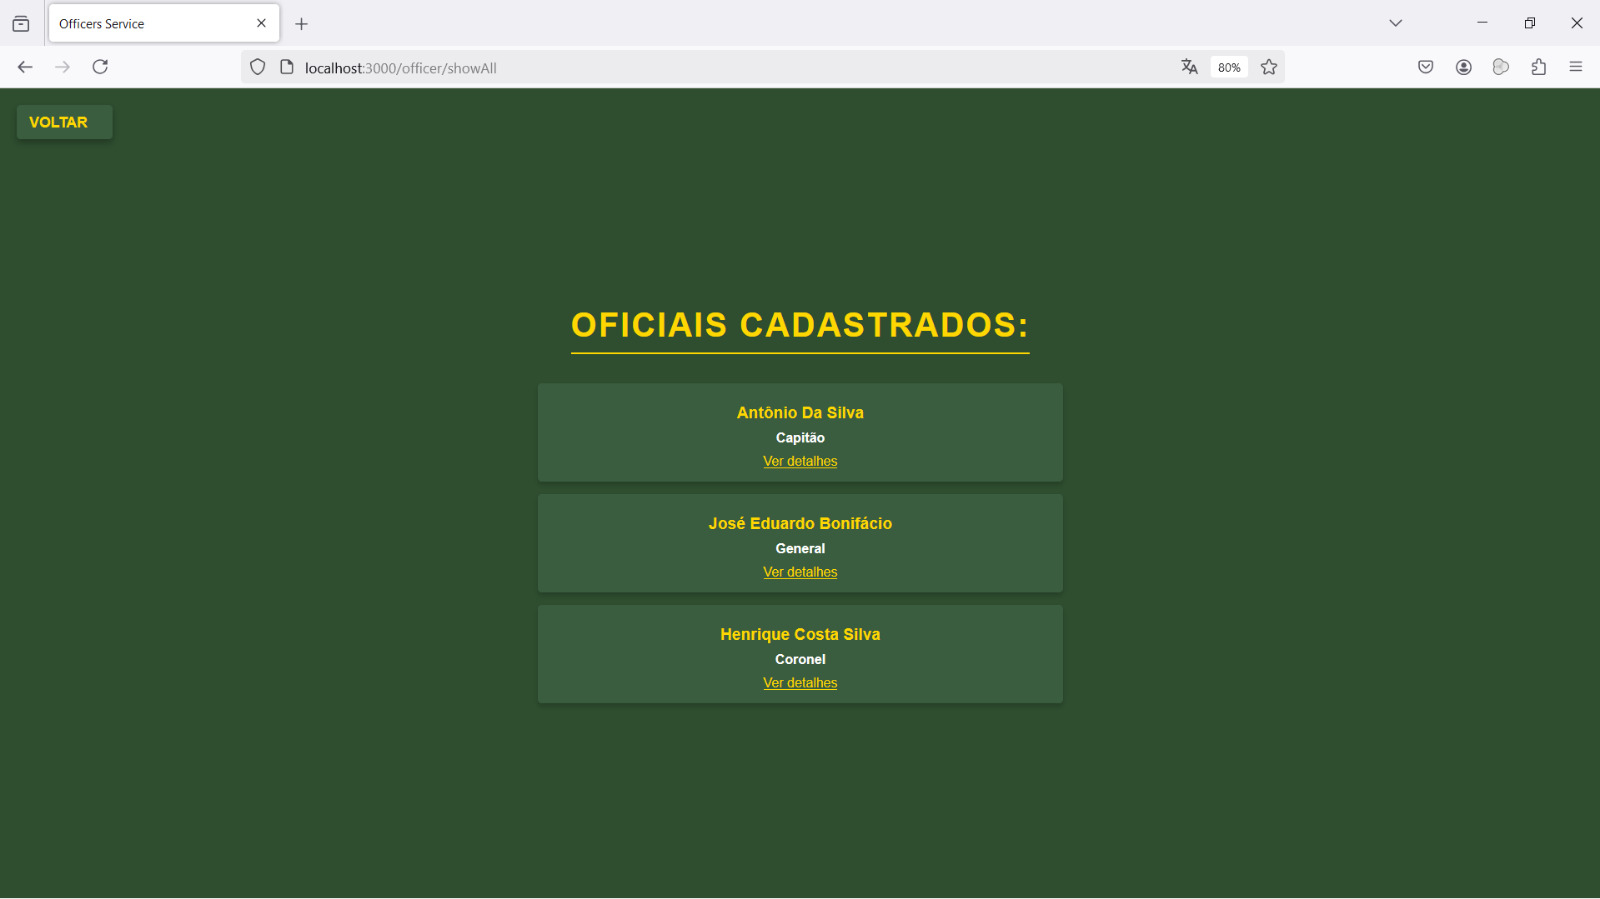 Officers Service
localhost:3000/officer/showAll
80%
VOLTAR
OFICIAIS CADASTRADOS:
Antônio Da Silva
Capitão
Ver detalhes
José Eduardo Bonifácio
General
Ver detalhes
Henrique Costa Silva
Coronel
Ver detalhes